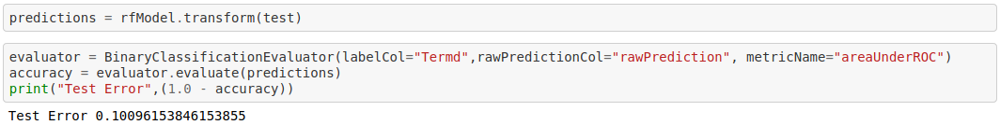 predictions = rfModel.transform(test)
evaluator = BinaryClassificationEvaluator(labelCol="Termd",rawPredictionCol="rawPrediction", metricName="areaUnderROC")
accuracy = evaluator.evaluate(predictions)
print("Test Error",(1.0 - accuracy))
Test Error 0.10096153846153855